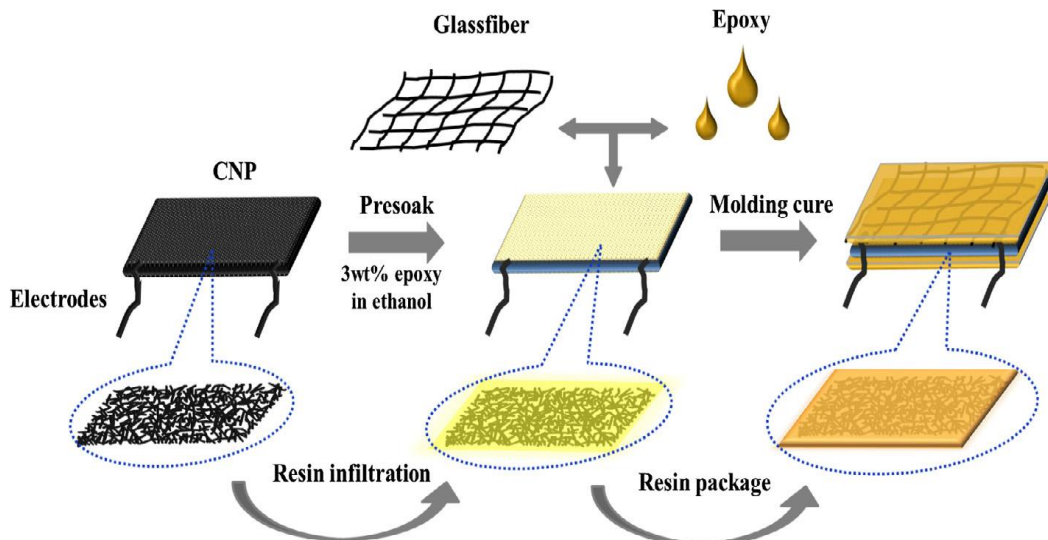 Glassfiber
Epoxy
CNP
Presoak
3wt% epoxy
in ethanol
Molding cure
Electrodes
Resin infiltration
Resin package